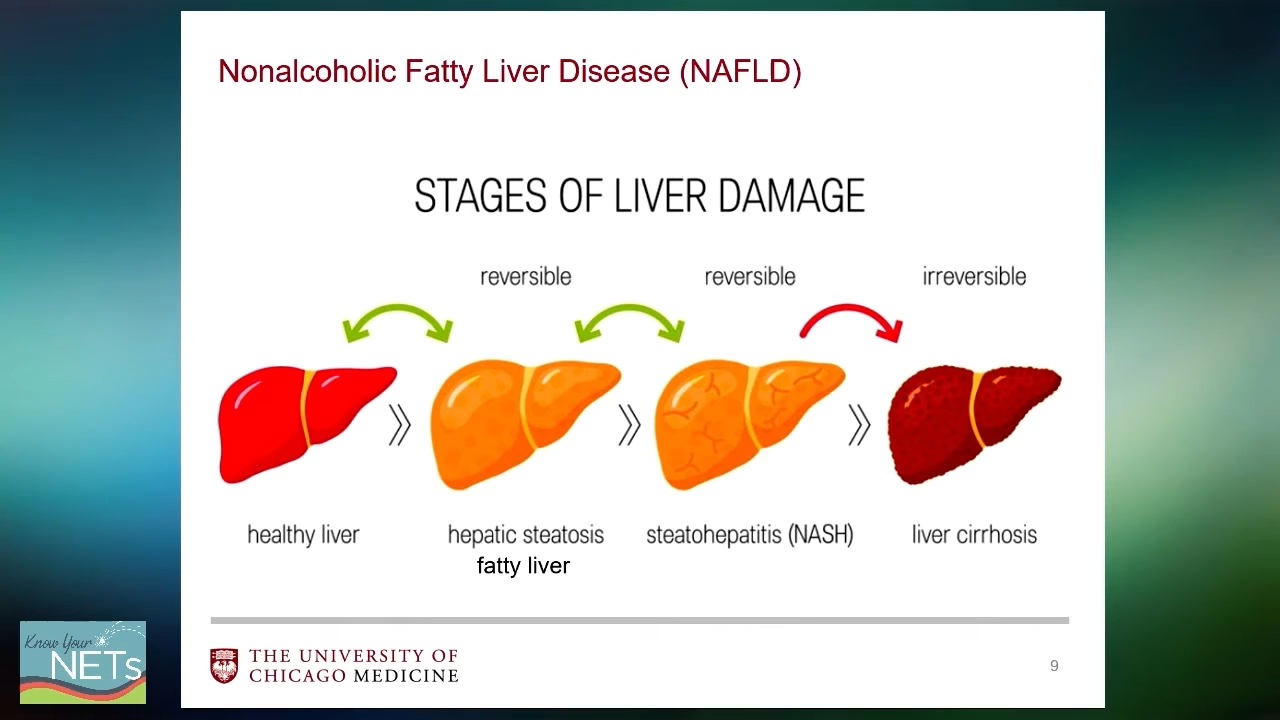 Nonalcoholic Fatty Liver Disease (NAFLD)
STAGES OF LIVER DAMAGE
reversible
reversible
irreversible
healthy liver
hepatic steatosis
fatty liver
steatohepatitis (NASH)
liver cirrhosis
THE UNIVERSITY OF
CHICAGO MEDICINE
9
Know Your
NETs